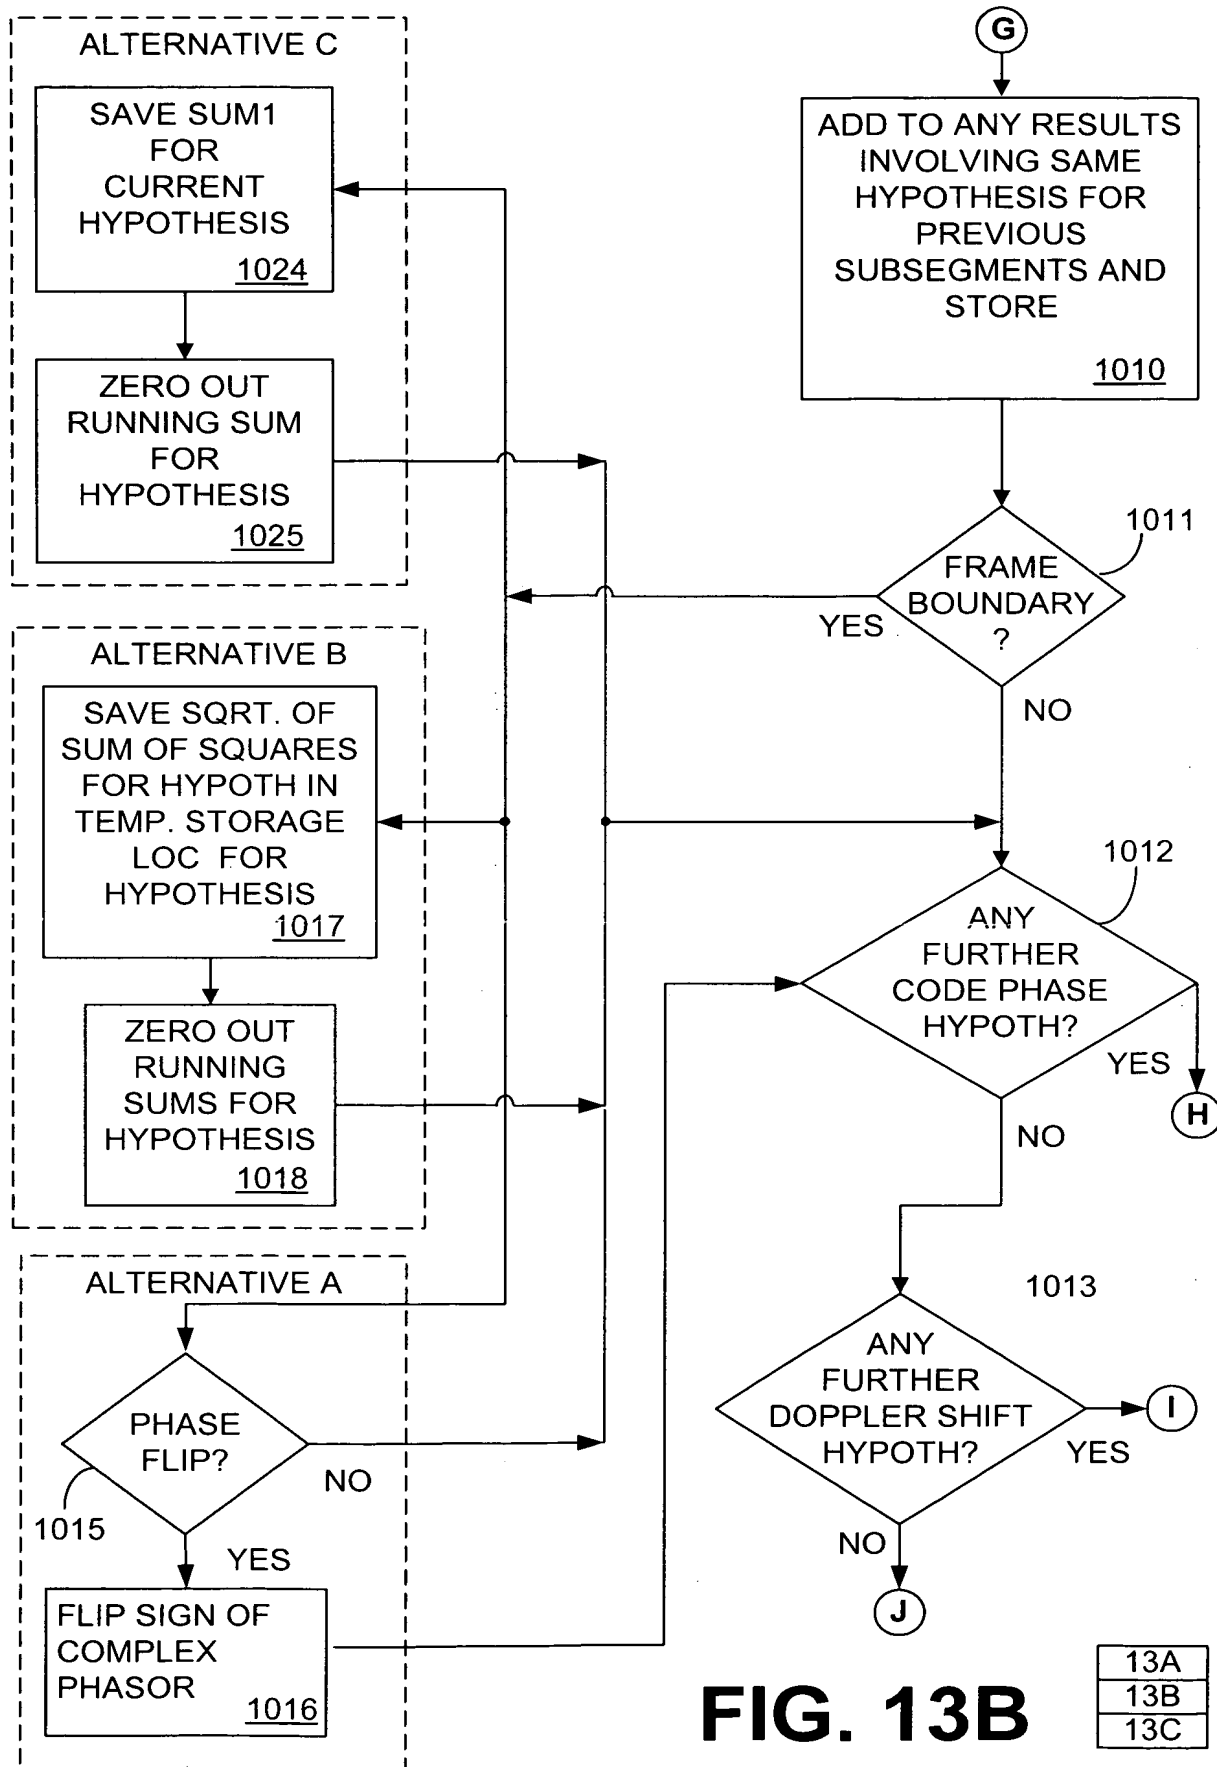 ALTERNATIVE C
SAVE SUM1
FOR
CURRENT
HYPOTHESIS
1024
ZERO OUT
RUNNING SUM
FOR
HYPOTHESIS
1025
ALTERNATIVE B
SAVE SQRT. OF
SUM OF SQUARES
FOR HYPOTH IN
TEMP. STORAGE
LOC FOR
HYPOTHESIS
1017
ZERO OUT
RUNNING
SUMS FOR
HYPOTHESIS
1018
ALTERNATIVE A
PHASE
FLIP?
NO
1015
YES
FLIP SIGN OF
COMPLEX
PHASOR
1016
G
ADD TO ANY RESULTS
INVOLVING SAME
HYPOTHESIS FOR
PREVIOUS
SUBSEGMENTS AND
STORE
1010
1011
FRAME
BOUNDARY
?
YES
NO
1012
ANY
FURTHER
CODE PHASE
HYPOTH?
YES
H
NO
1013
ANY
FURTHER
DOPPLER SHIFT
HYPOTH?
I
YES
NO
J
FIG. 13B
13A
13B
13C